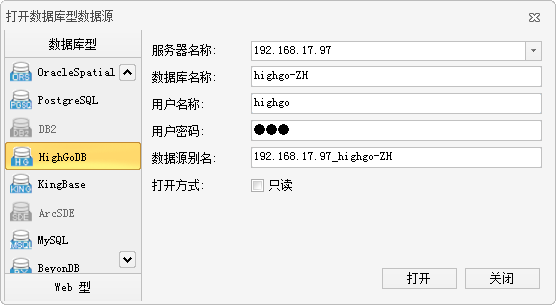 打开数据库型数据源
数据库型
OracleSpatial
PostgreSQL
DB2
HighGoDB
KingBase
ArcSDE
MySQL
BeyonDB
Web 型
服务器名称: 192.168.17.97
数据库名称: highgo-ZH
用户名称: highgo
用户密码: ●●●
数据源别名: 192.168.17.97_highgo-ZH
打开方式: 只读
打开 关闭